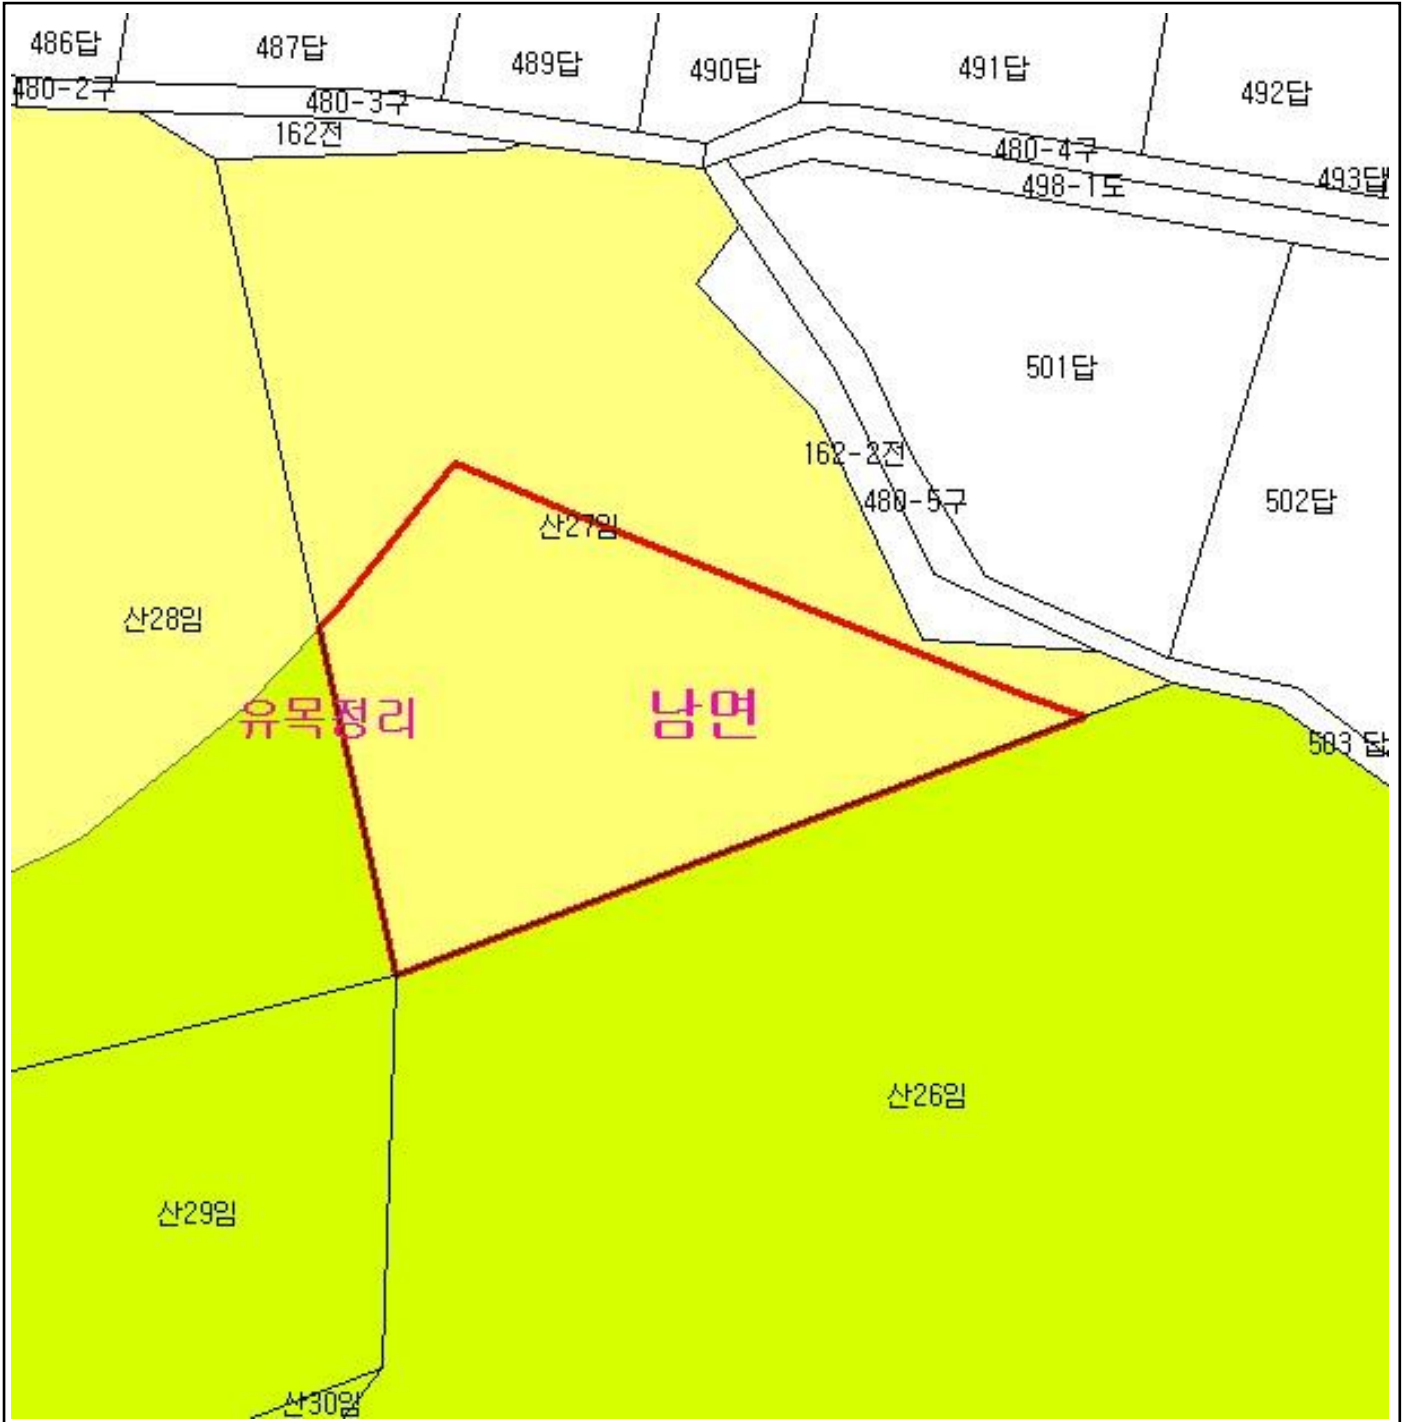 486답
487답
489답
490답
491답
492답
480-2구
480-3구
162전
480-4구
498-1도
493답
501답
162-2전
480-5구
502답
산27임
산28임
유목정리
남면
503 답
산26임
산29임
산30임